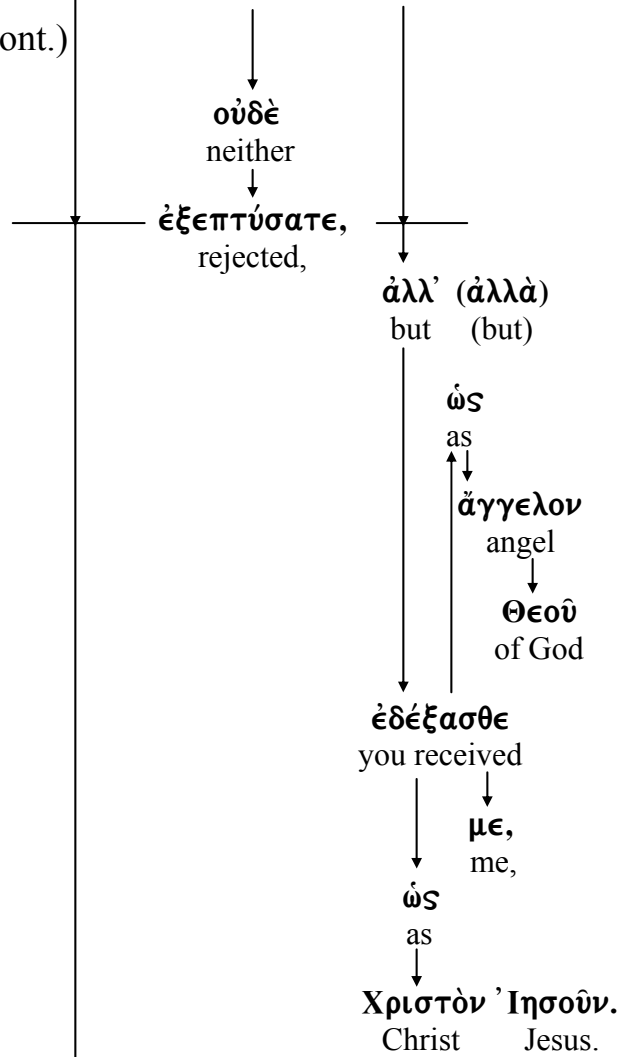 ont.)
οὐδὲ
neither
ἐξεπτύσατε,
rejected,
ἀλλ’ (ἀλλὰ)
but (but)
ὡς
as
ἄγγελον
angel
Θεοῦ
of God
ἐδέξασθε
you received
με,
me,
ὡς
as
Χριστὸν ᾿Ιησοῦν.
Christ Jesus.